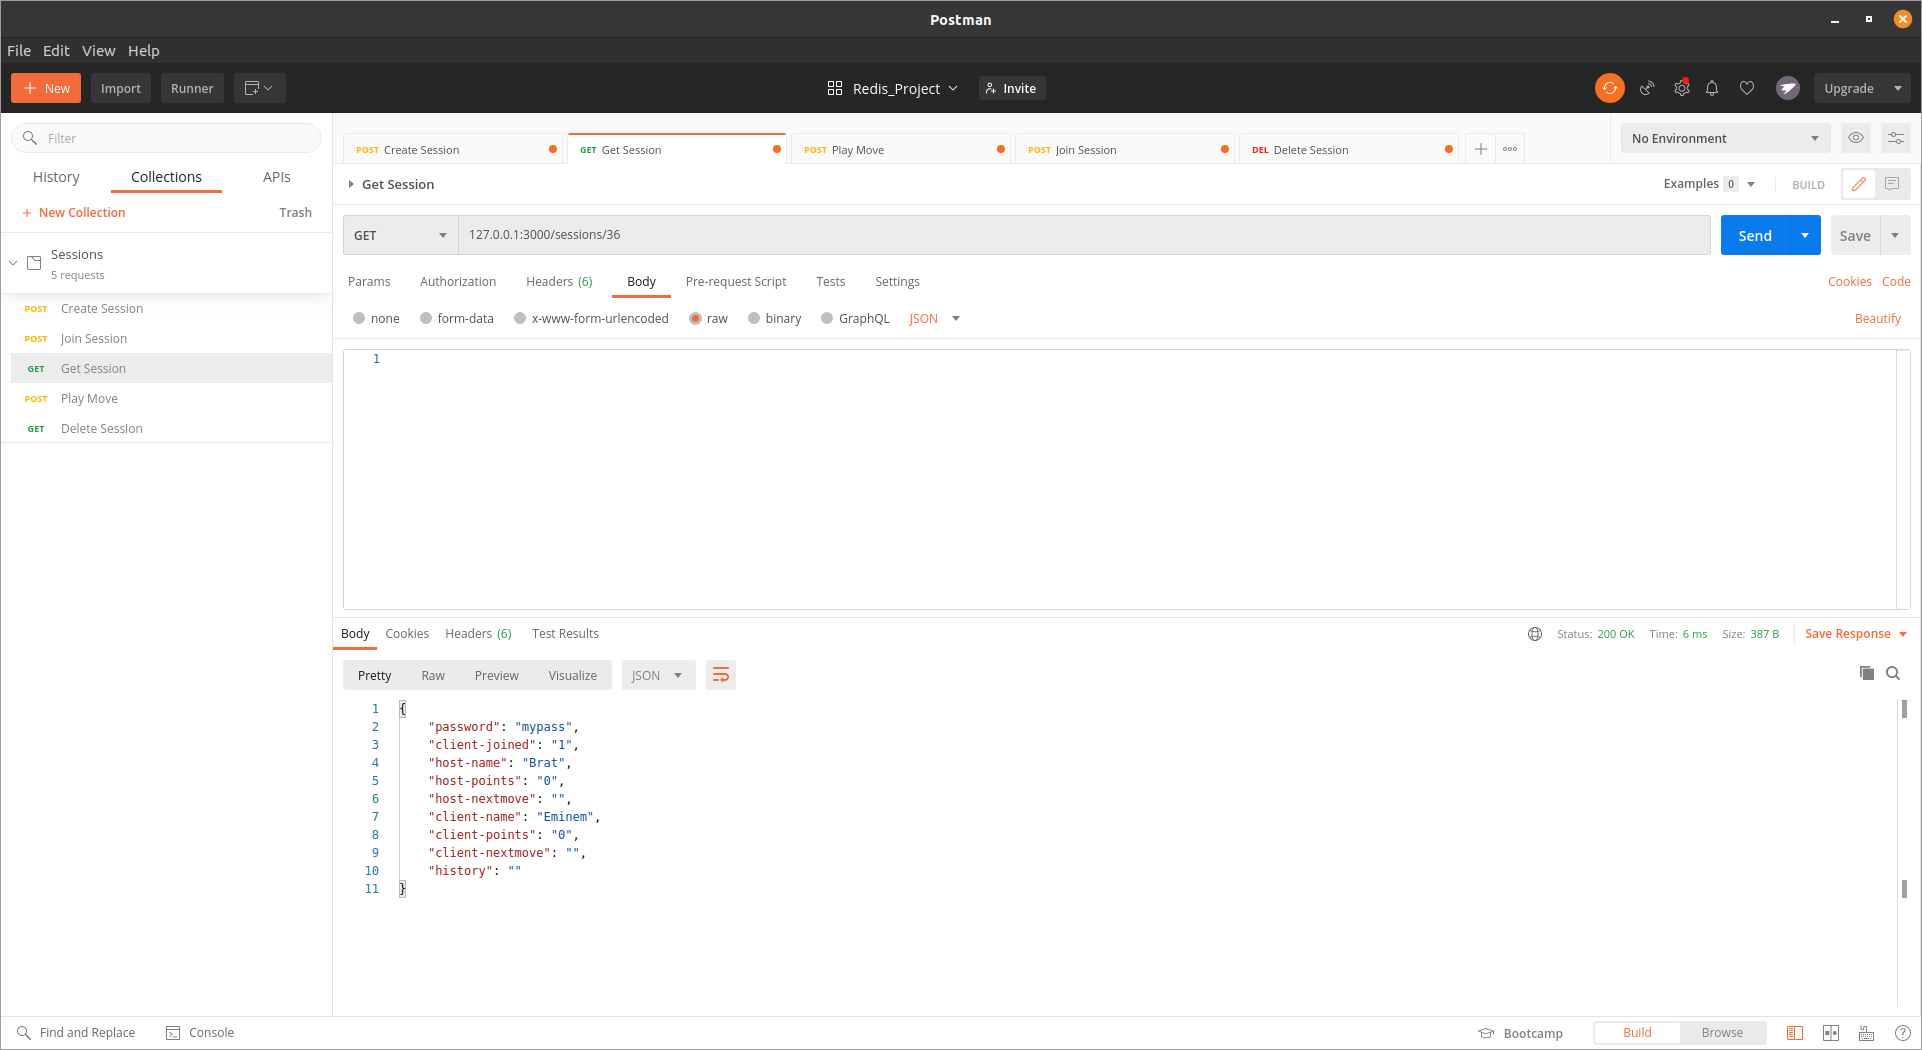 Postman
File Edit View Help
New Import Runner Redis_Project Invite Upgrade
Filter
History Collections APIs
+ New Collection Trash
Sessions
5 requests
POST Create Session
POST Join Session
GET Get Session
POST Play Move
GET Delete Session
POST Create Session GET Get Session POST Play Move POST Join Session DEL Delete Session No Environment
Get Session Examples 0 BUILD
GET 127.0.0.1:3000/sessions/36 Send Save
Params Authorization Headers (6) Body Pre-request Script Tests Settings Cookies Code
none form-data x-www-form-urlencoded raw binary GraphQL JSON Beautify
1
Body Cookies Headers (6) Test Results Status: 200 OK Time: 6 ms Size: 387 B Save Response
Pretty Raw Preview Visualize JSON
1 {
2 "password": "mypass",
3 "client-joined": "1",
4 "host-name": "Brat",
5 "host-points": "0",
6 "host-nextmove": "",
7 "client-name": "Eminem",
8 "client-points": "0",
9 "client-nextmove": "",
10 "history": ""
11 }
Find and Replace Console Bootcamp Build Browse